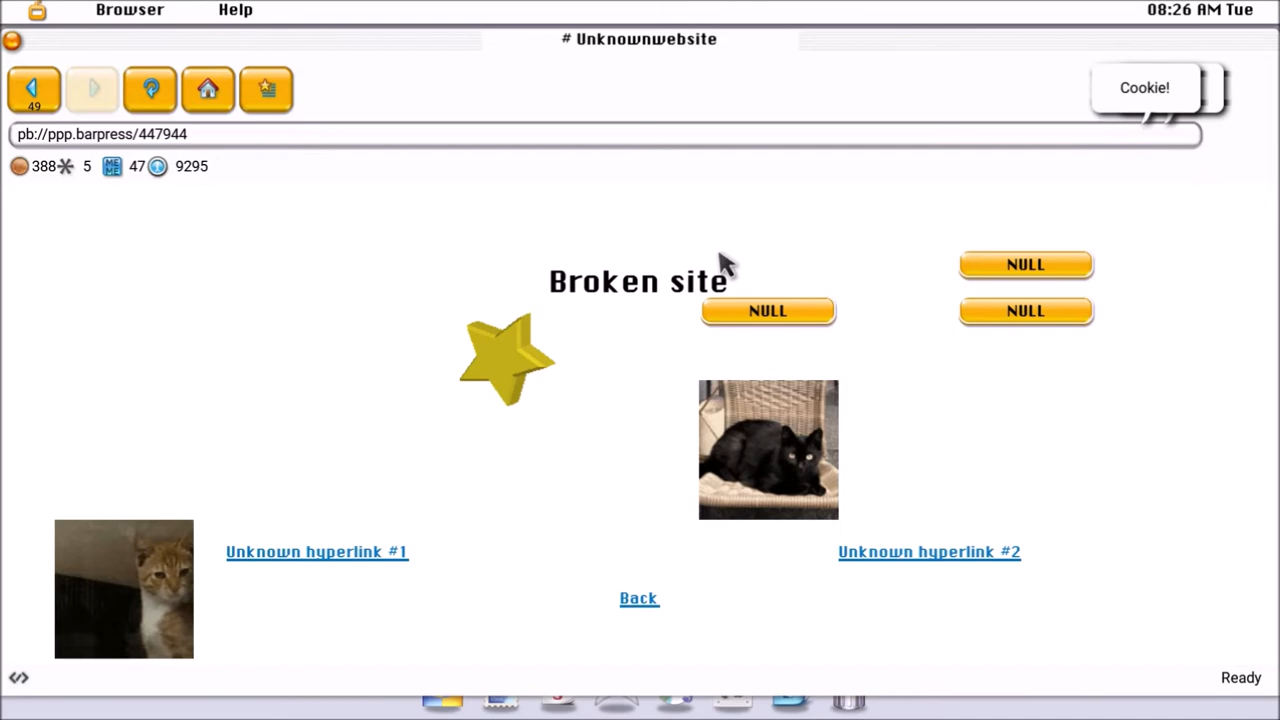 Browser Help 08:26 AM Tue
# Unknownwebsite
49
Cookie!
pb://ppp.barpress/447944
388 5 MEME 47 9295
Broken site
NULL
NULL
NULL
Unknown hyperlink #1
Unknown hyperlink #2
Back
Ready